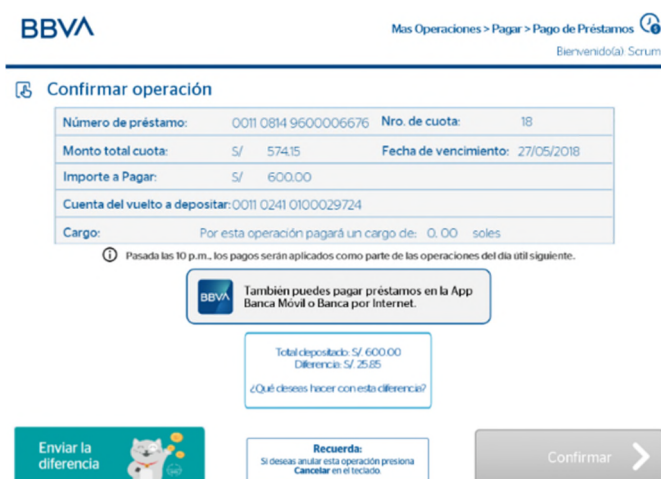 BBVA
Mas Operaciones > Pagar > Pago de Préstamos
Bienvenido(a): Scrum
Confirmar operación
Número de préstamo: 0011 0814 9600006676 Nro. de cuota: 18
Monto total cuota: S/ 574.15 Fecha de vencimiento: 27/05/2018
Importe a Pagar: S/ 600.00
Cuenta del vuelto a depositar: 0011 0241 0100029724
Cargo: Por esta operación pagará un cargo de: 0.00 soles
Pasada las 10 p.m., los pagos serán aplicados como parte de las operaciones del día útil siguiente.
BBVA
También puedes pagar préstamos en la App
Banca Móvil o Banca por Internet.
Total depositado: S/. 600.00
Diferencia: S/. 25.85
¿Qué deseas hacer con esta diferencia?
Enviar la
diferencia
Recuerda:
Si deseas anular esta operación presiona
Cancelar en el teclado.
Confirmar